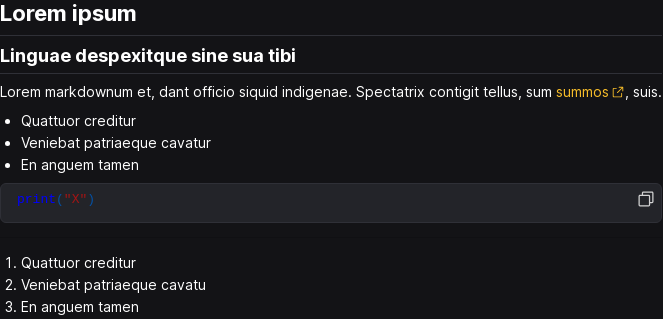 Lorem ipsum
Linguae despexitque sine sua tibi
Lorem markdownum et, dant officio siquid indigenae. Spectatrix contigit tellus, sum summos, suis.
• Quattuor creditur
• Veniebat patriaeque cavatur
• En anguem tamen
print("X")
1. Quattuor creditur
2. Veniebat patriaeque cavatu
3. En anguem tamen